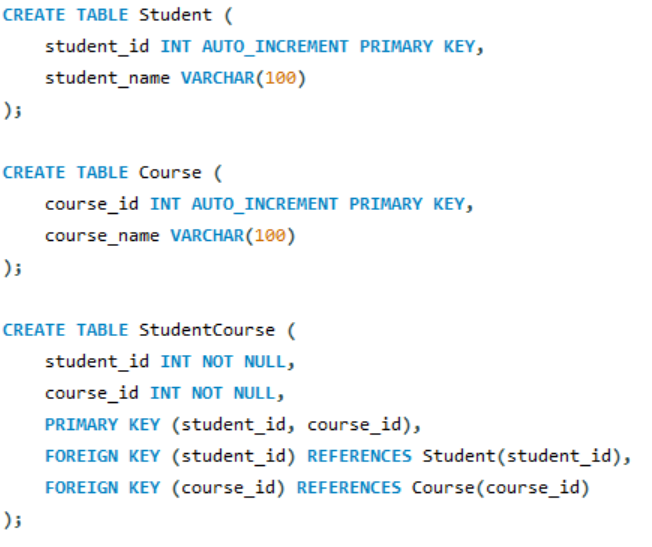 CREATE TABLE Student (
    student_id INT AUTO_INCREMENT PRIMARY KEY,
    student_name VARCHAR(100)
);

CREATE TABLE Course (
    course_id INT AUTO_INCREMENT PRIMARY KEY,
    course_name VARCHAR(100)
);

CREATE TABLE StudentCourse (
    student_id INT NOT NULL,
    course_id INT NOT NULL,
    PRIMARY KEY (student_id, course_id),
    FOREIGN KEY (student_id) REFERENCES Student(student_id),
    FOREIGN KEY (course_id) REFERENCES Course(course_id)
);